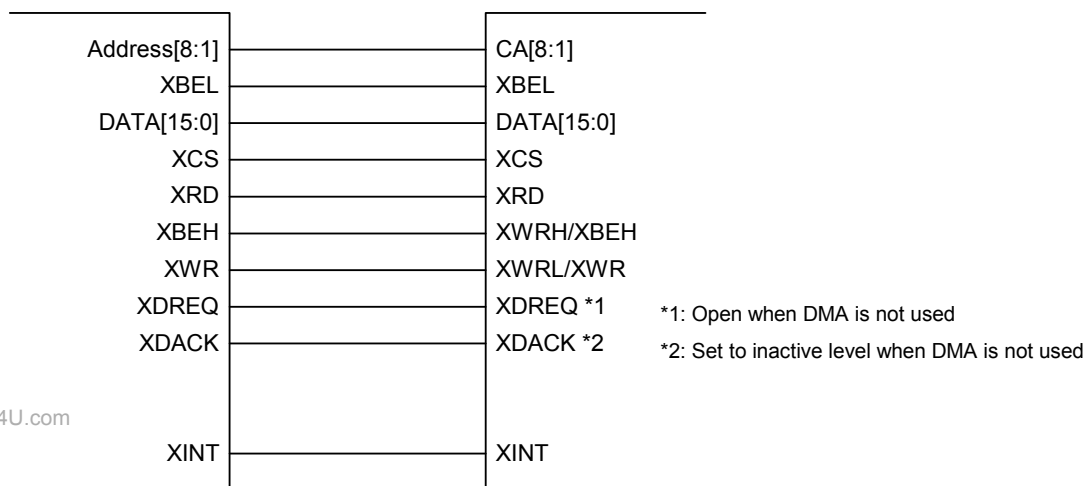 Address[8:1] CA[8:1]
XBEL XBEL
DATA[15:0] DATA[15:0]
XCS XCS
XRD XRD
XBEH XWRH/XBEH
XWR XWRL/XWR
XDREQ XDREQ *1 *1: Open when DMA is not used
XDACK XDACK *2 *2: Set to inactive level when DMA is not used
4U.com
XINT XINT